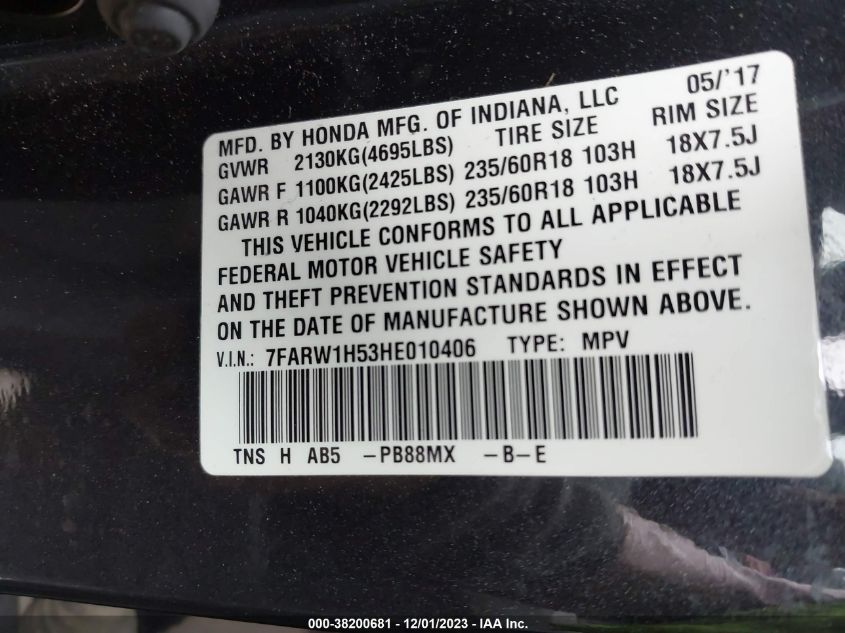 MFD. BY HONDA MFG. OF INDIANA, LLC 05/'17
GVWR 2130KG(4695LBS) TIRE SIZE RIM SIZE
GAWR F 1100KG(2425LBS) 235/60R18 103H 18X7.5J
GAWR R 1040KG(2292LBS) 235/60R18 103H 18X7.5J
THIS VEHICLE CONFORMS TO ALL APPLICABLE
FEDERAL MOTOR VEHICLE SAFETY
AND THEFT PREVENTION STANDARDS IN EFFECT
ON THE DATE OF MANUFACTURE SHOWN ABOVE.
V.I.N.: 7FARW1H53HE010406 TYPE: MPV
TNS H AB5 -PB88MX -B-E
000-38200681 - 12/01/2023 - IAA Inc.